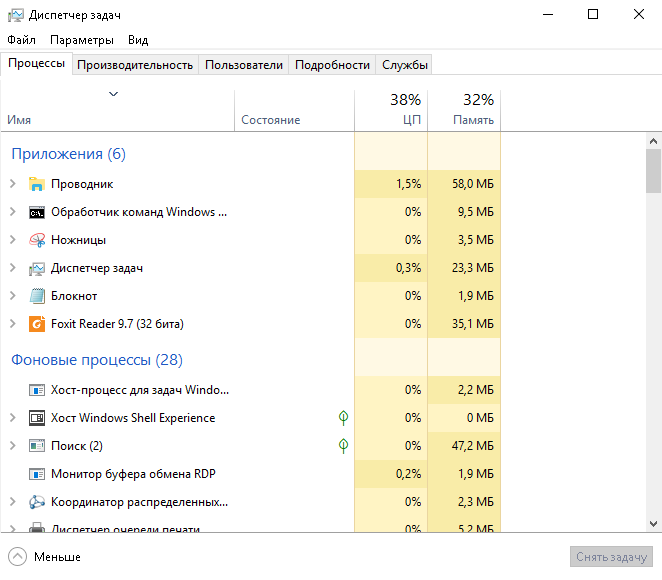 Диспетчер задач
Файл Параметры Вид
Процессы Производительность Пользователи Подробности Службы
38% 32%
Имя Состояние ЦП Память
Приложения (6)
Проводник 1,5% 58,0 МБ
Обработчик команд Windows ... 0% 9,5 МБ
Ножницы 0% 3,5 МБ
Диспетчер задач 0,3% 23,3 МБ
Блокнот 0% 1,9 МБ
Foxit Reader 9.7 (32 бита) 0% 35,1 МБ
Фоновые процессы (28)
Хост-процесс для задач Windo... 0% 2,2 МБ
Хост Windows Shell Experience 0% 0 МБ
Поиск (2) 0% 47,2 МБ
Монитор буфера обмена RDP 0,2% 1,9 МБ
Координатор распределенных... 0% 2,3 МБ
Диспетчер очереди печати 0% 5,2 МБ
Меньше Снять задачу